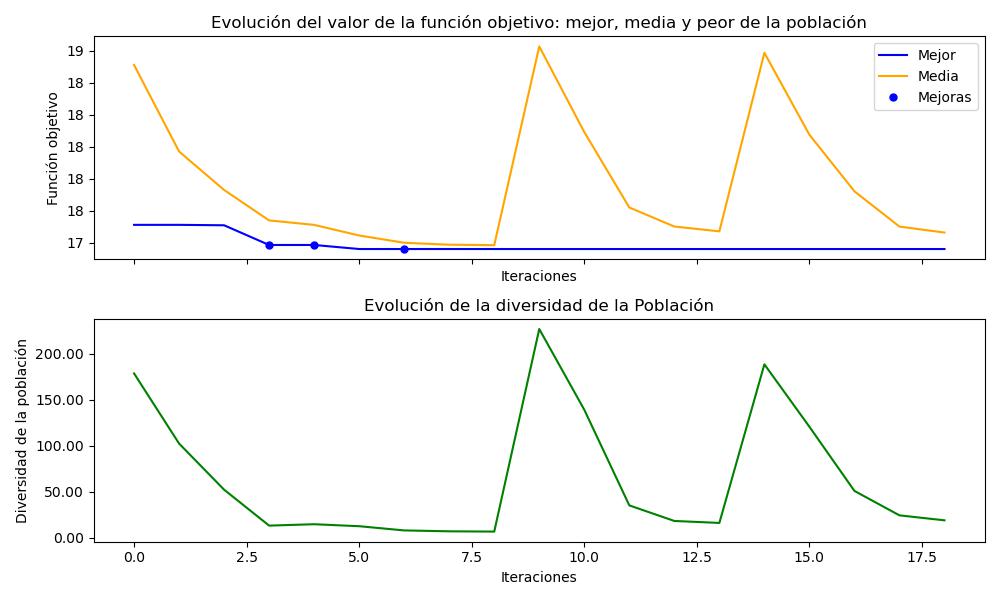 Evolución del valor de la función objetivo: mejor, media y peor de la población
Función objetivo
19
18
18
18
18
18
17
Mejor
Media
Mejoras
Iteraciones
Evolución de la diversidad de la Población
Diversidad de la población
200.00
150.00
100.00
50.00
0.00
0.0 2.5 5.0 7.5 10.0 12.5 15.0 17.5
Iteraciones